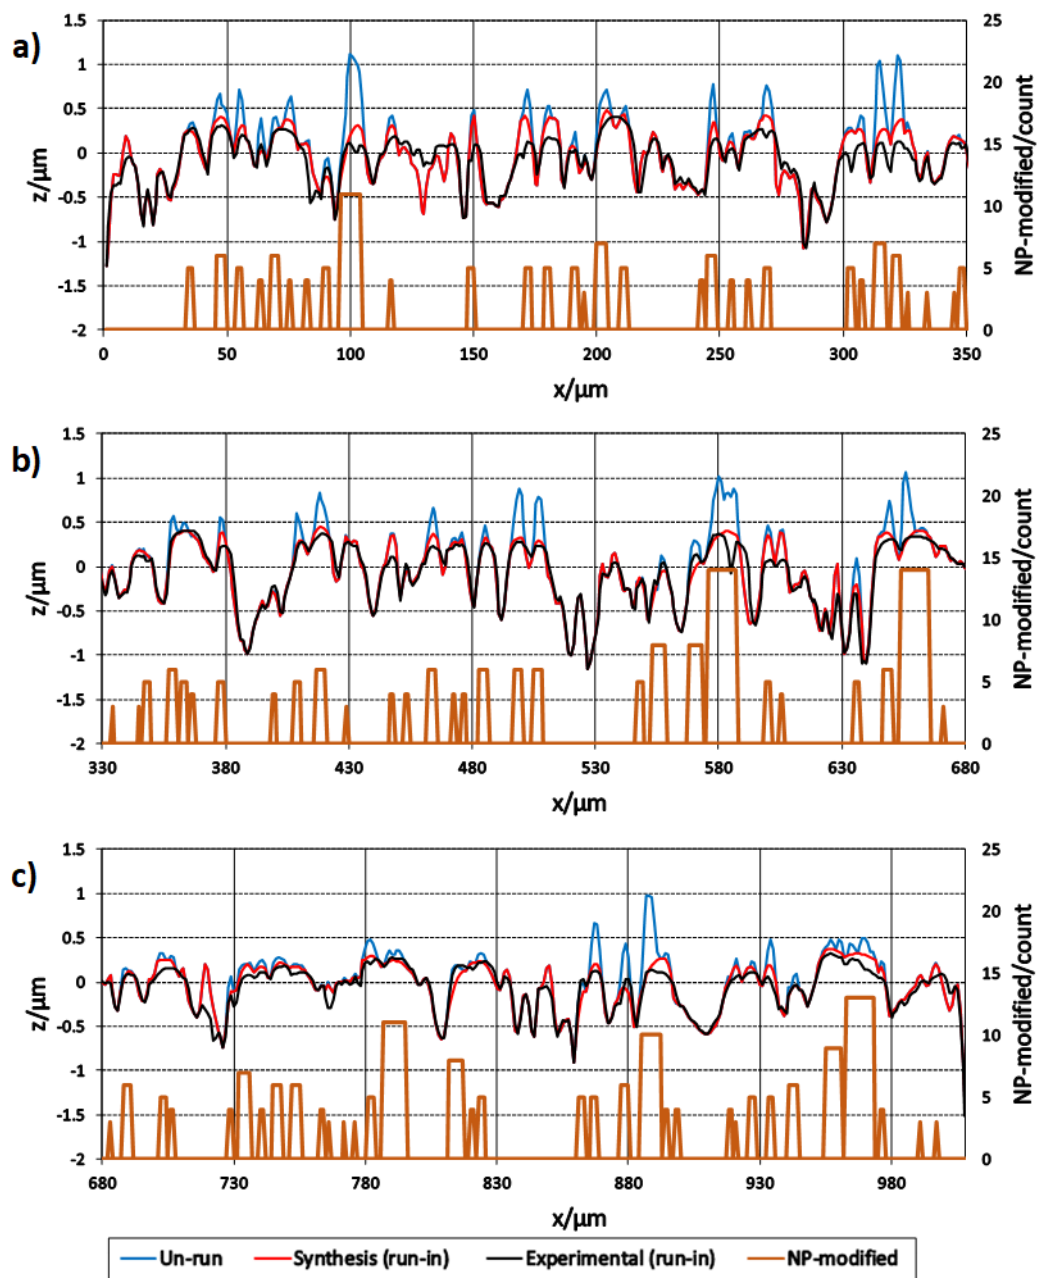 a)
1.5 1 0.5 0 -0.5 -1 -1.5 -2
z/µm
25 20 15 10 5 0
NP-modified/count
0 50 100 150 200 250 300 350
x/µm
b)
1.5 1 0.5 0 -0.5 -1 -1.5 -2
z/µm
25 20 15 10 5 0
NP-modified/count
330 380 430 480 530 580 630 680
x/µm
c)
1.5 1 0.5 0 -0.5 -1 -1.5 -2
z/µm
25 20 15 10 5 0
NP-modified/count
680 730 780 830 880 930 980
x/µm
Un-run Synthesis (run-in) Experimental (run-in) NP-modified